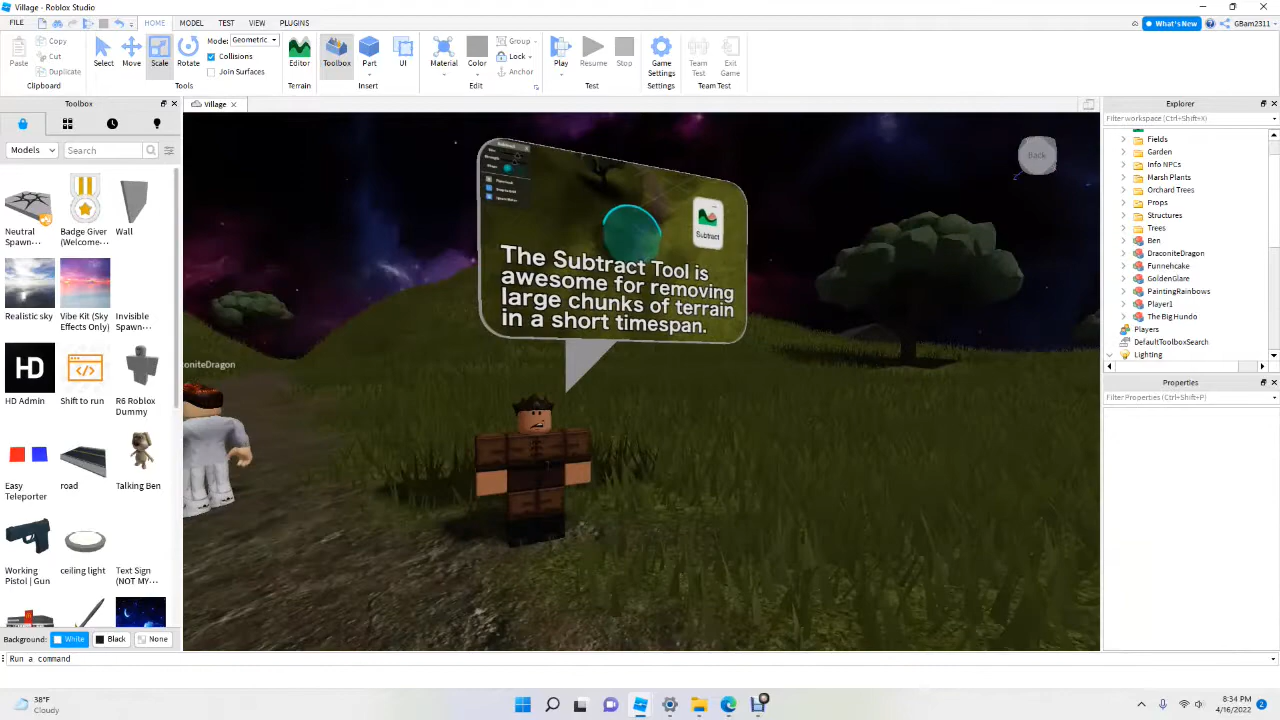 Village - Roblox Studio
FILE
HOME
MODEL
TEST
VIEW
PLUGINS
What's New
GBam2311
Paste
Copy
Cut
Duplicate
Clipboard
Select
Move
Scale
Rotate
Mode: Geometric
Collisions
Join Surfaces
Tools
Editor
Terrain
Toolbox
Part
UI
Insert
Material
Color
Group
Lock
Anchor
Edit
Play
Resume
Stop
Test
Game Settings
Settings
Team Test
Exit Game
Team Test
Toolbox
Village
Explorer
Models
Search
Filter workspace (Ctrl+Shift+X)
Neutral Spawn…
Badge Giver (Welcome…
Wall
Realistic sky
Vibe Kit (Sky Effects Only)
Invisible Spawn…
HD
HD Admin
Shift to run
R6 Roblox Dummy
Easy Teleporter
road
Talking Ben
Working Pistol | Gun
ceiling light
Text Sign (NOT MY…
Background:
White
Black
None
Run a command
Back
Subtract
The Subtract Tool is
awesome for removing
large chunks of terrain
in a short timespan.
oniteDragon
Fields
Garden
Info NPCs
Marsh Plants
Orchard Trees
Props
Structures
Trees
Ben
DraconiteDragon
Funnehcake
GoldenGlare
PaintingRainbows
Player1
The Big Hundo
Players
DefaultToolboxSearch
Lighting
Properties
Filter Properties (Ctrl+Shift+P)
38°F
Cloudy
8:34 PM
4/16/2022
2